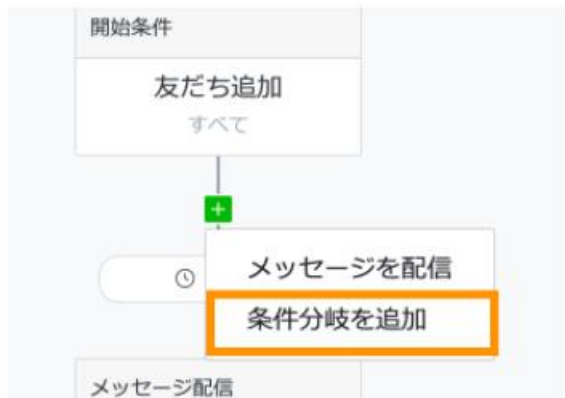 開始条件
友だち追加
すべて
メッセージを配信
条件分岐を追加
メッセージ配信